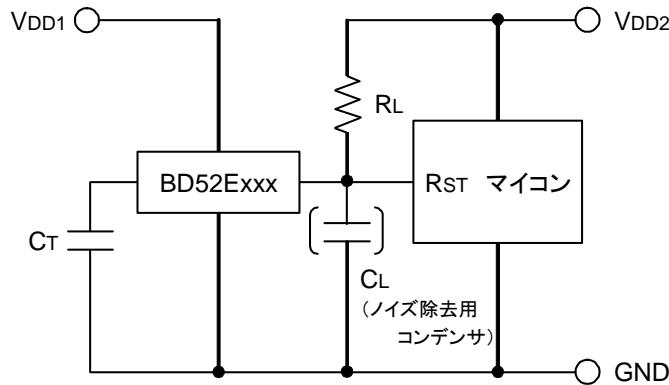 VDD1
VDD2
RL
BD52Exxx
RST マイコン
CT
CL
(ノイズ除去用
コンデンサ)
GND